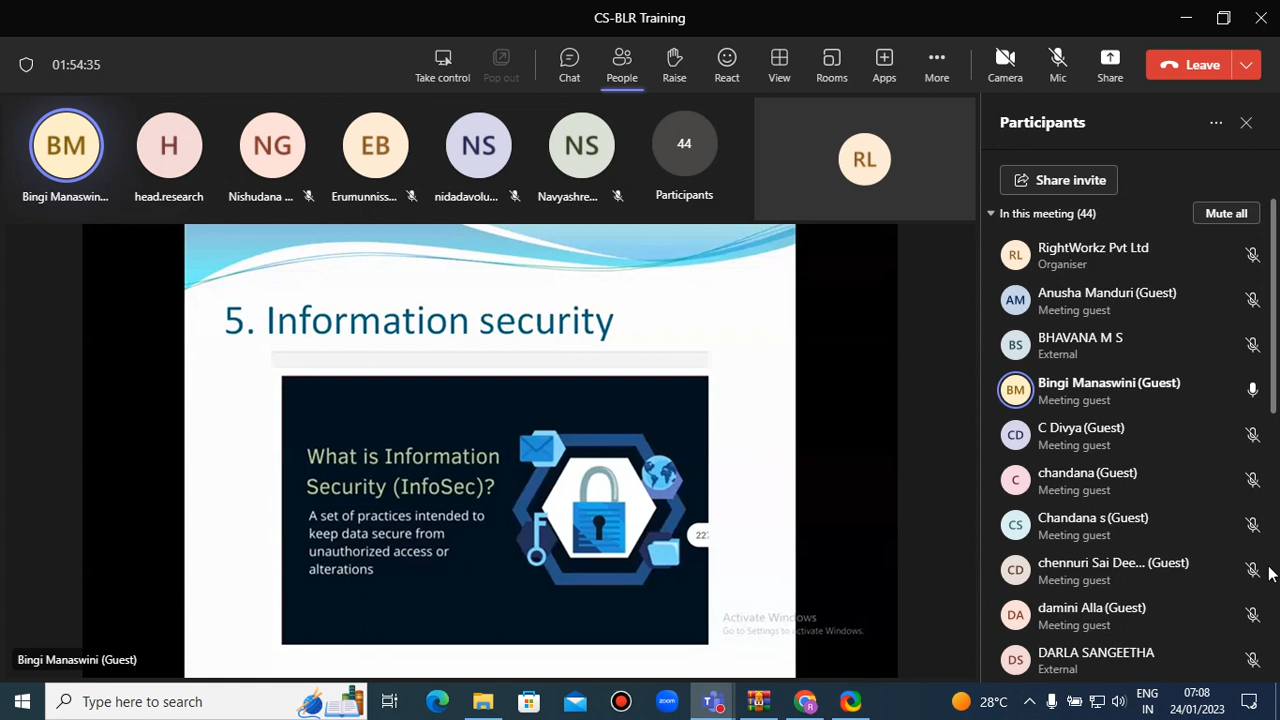 CS-BLR Training
01:54:35
Take control
Pop out
Chat
People
Raise
React
View
Rooms
Apps
More
Camera
Mic
Share
Leave
BM
H
NG
EB
NS
NS
44
RL
Bingi Manaswin...
head.research
Nishudana ...
Erumunniss...
nidadavolu...
Navyashre...
Participants
Participants
Share invite
In this meeting (44)
Mute all
RL
RightWorkz Pvt Ltd
Organiser
AM
Anusha Manduri (Guest)
Meeting guest
BS
BHAVANA M S
External
BM
Bingi Manaswini (Guest)
Meeting guest
CD
C Divya (Guest)
Meeting guest
C
chandana (Guest)
Meeting guest
CS
Chandana s (Guest)
Meeting guest
CD
chennuri Sai Dee... (Guest)
Meeting guest
DA
damini Alla (Guest)
Meeting guest
DS
DARLA SANGEETHA
External
5. Information security
What is Information
Security (InfoSec)?
A set of practices intended to
keep data secure from
unauthorized access or
alterations
227
Activate Windows
Go to Settings to activate Windows.
Bingi Manaswini (Guest)
Type here to search
zoom
28°C
ENG
IN
07:08
24/01/2023